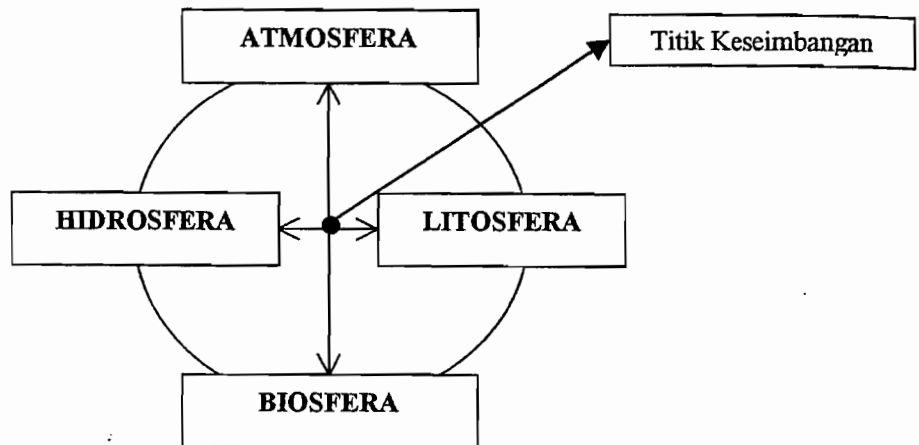 ATMOSFERA
Titik Keseimbangan
HIDROSFERA
LITOSFERA
BIOSFERA